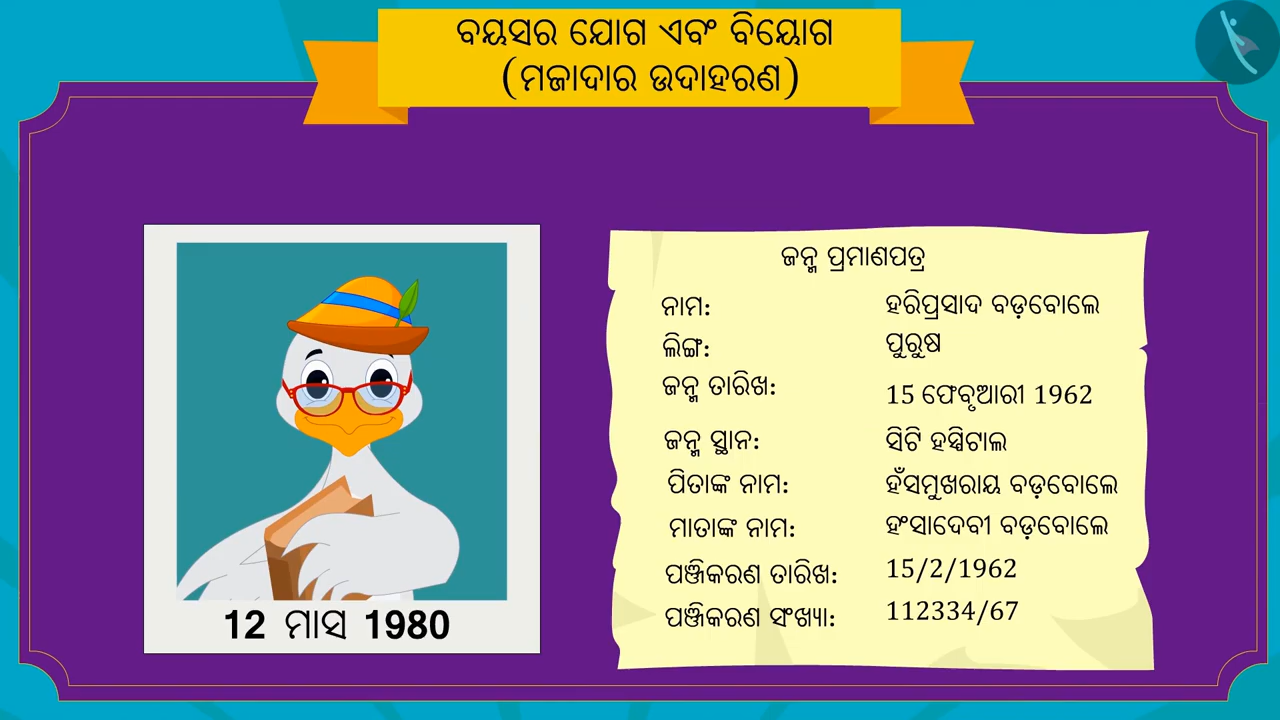 ବୟସର ଯୋଗ ଏବଂ ବିୟୋଗ
(ମଜାଦାର ଉଦାହରଣ)
12 ମାସ 1980
ଜନ୍ମ ପ୍ରମାଣପତ୍ର
ନାମ: ହରିପ୍ରସାଦ ବଡ଼ବୋଲେ
ଲିଙ୍ଗ: ପୁରୁଷ
ଜନ୍ମ ତାରିଖ: 15 ଫେବୃଆରୀ 1962
ଜନ୍ମ ସ୍ଥାନ: ସିଟି ହସ୍ପିଟାଲ
ପିତାଙ୍କ ନାମ: ହଁସମୁଖରାୟ ବଡ଼ବୋଲେ
ମାତାଙ୍କ ନାମ: ହଂସାଦେବୀ ବଡ଼ବୋଲେ
ପଞ୍ଜିକରଣ ତାରିଖ: 15/2/1962
ପଞ୍ଜିକରଣ ସଂଖ୍ୟା: 112334/67